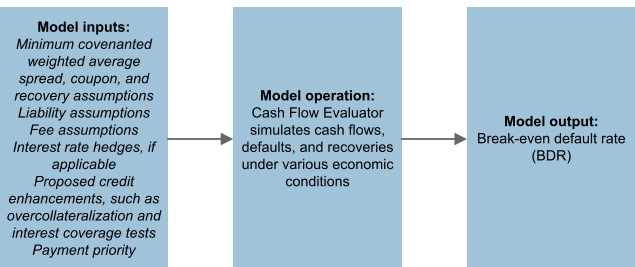 Model inputs:
Minimum covenanted
weighted average
spread, coupon, and
recovery assumptions
Liability assumptions
Fee assumptions
Interest rate hedges, if
applicable
Proposed credit
enhancements, such as
overcollateralization and
interest coverage tests
Payment priority
Model operation:
Cash Flow Evaluator
simulates cash flows,
defaults, and recoveries
under various economic
conditions
Model output:
Break-even default rate
(BDR)